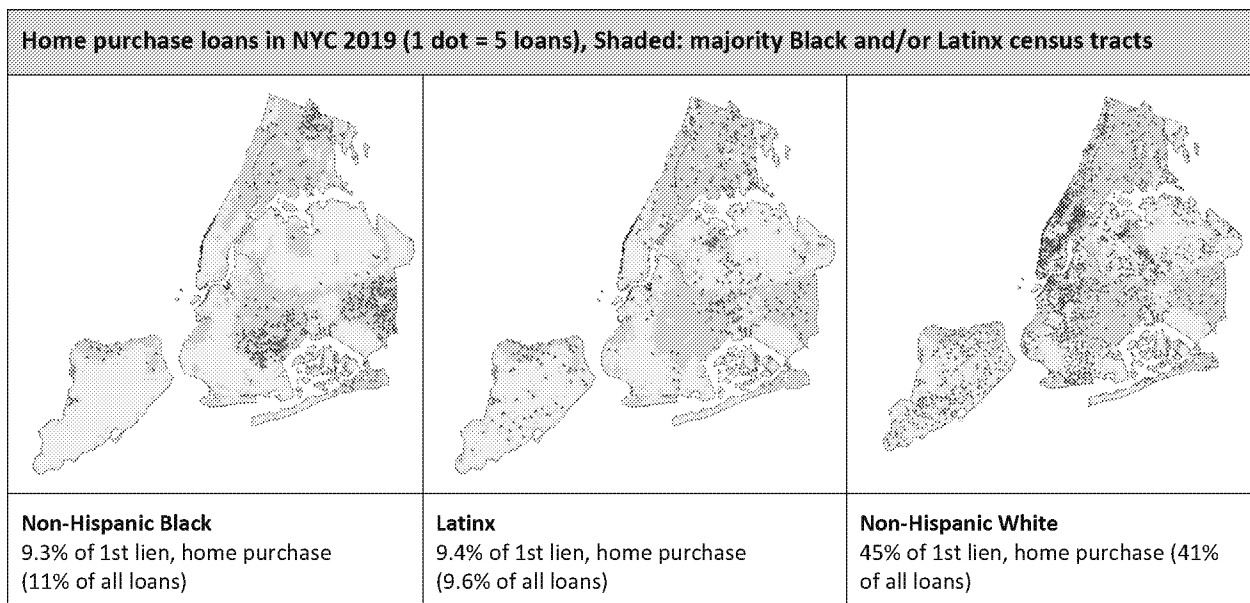 Home purchase loans in NYC 2019 (1 dot = 5 loans), Shaded: majority Black and/or Latinx census tracts
Non-Hispanic Black
9.3% of 1st lien, home purchase
(11% of all loans)
Latinx
9.4% of 1st lien, home purchase
(9.6% of all loans)
Non-Hispanic White
45% of 1st lien, home purchase (41%
of all loans)